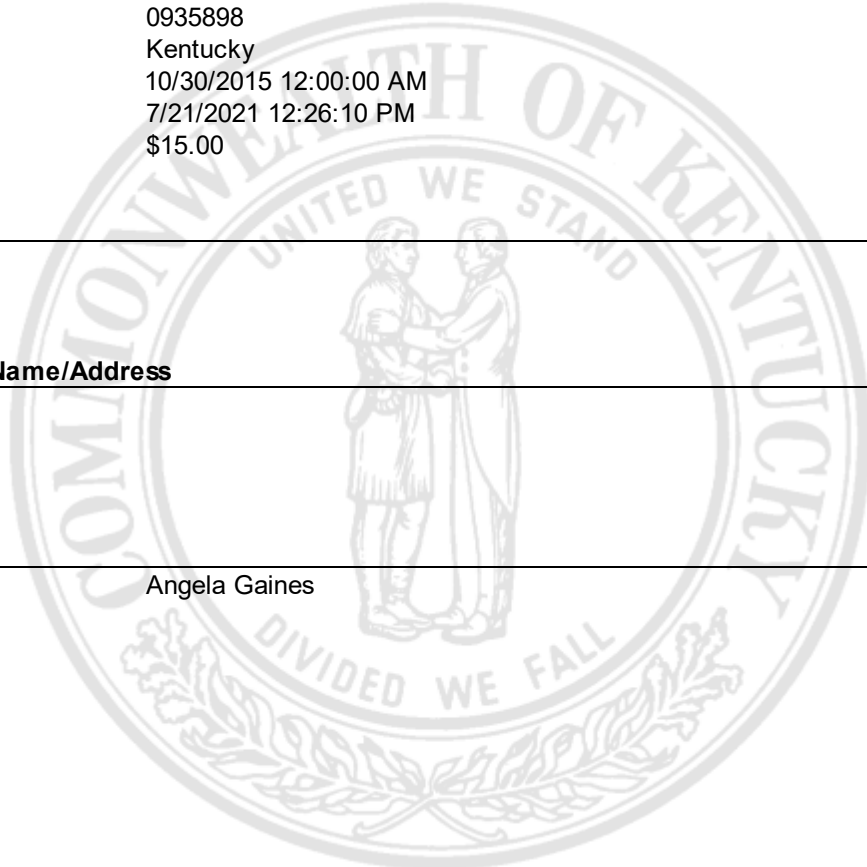 0935898
Kentucky
10/30/2015 12:00:00 AM
7/21/2021 12:26:10 PM
$15.00
COMMONWEALTH OF KENTUCKY
UNITED WE STAND
Name/Address
Angela Gaines
DIVIDED WE FALL